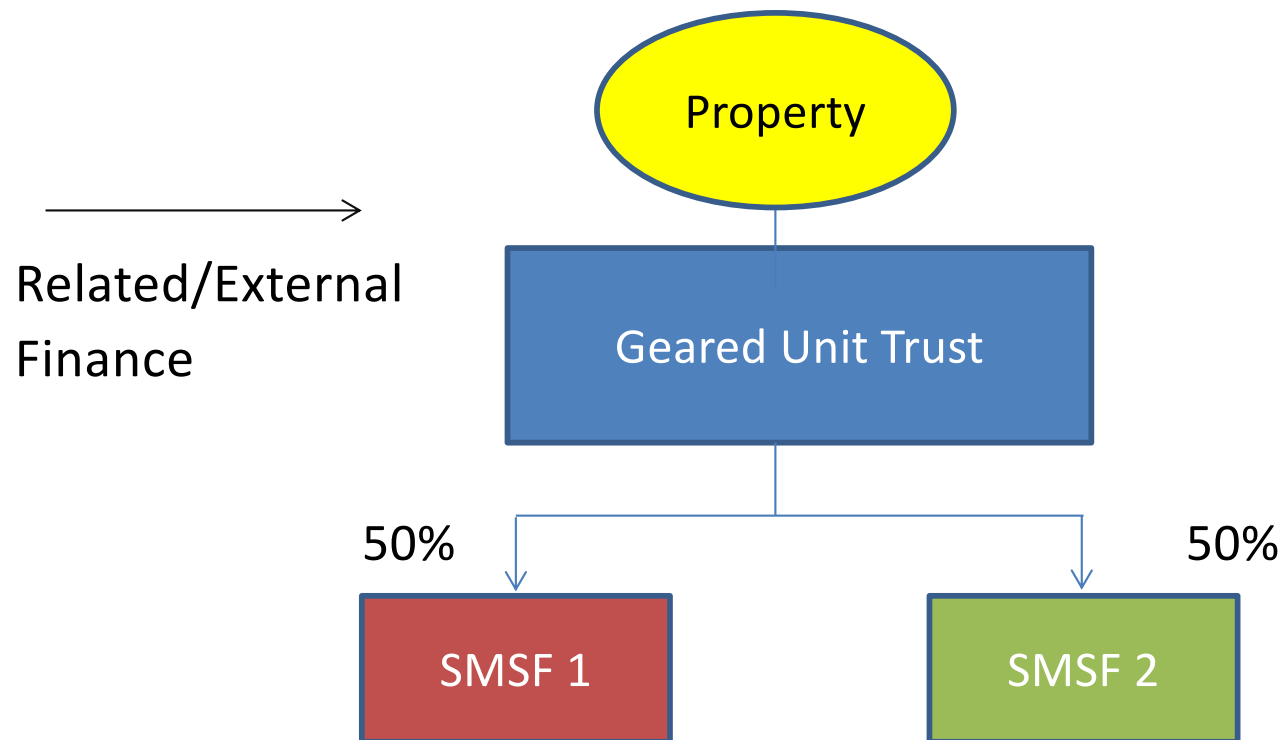 Property
Related/External
Finance
Geared Unit Trust
50%
50%
SMSF 1
SMSF 2